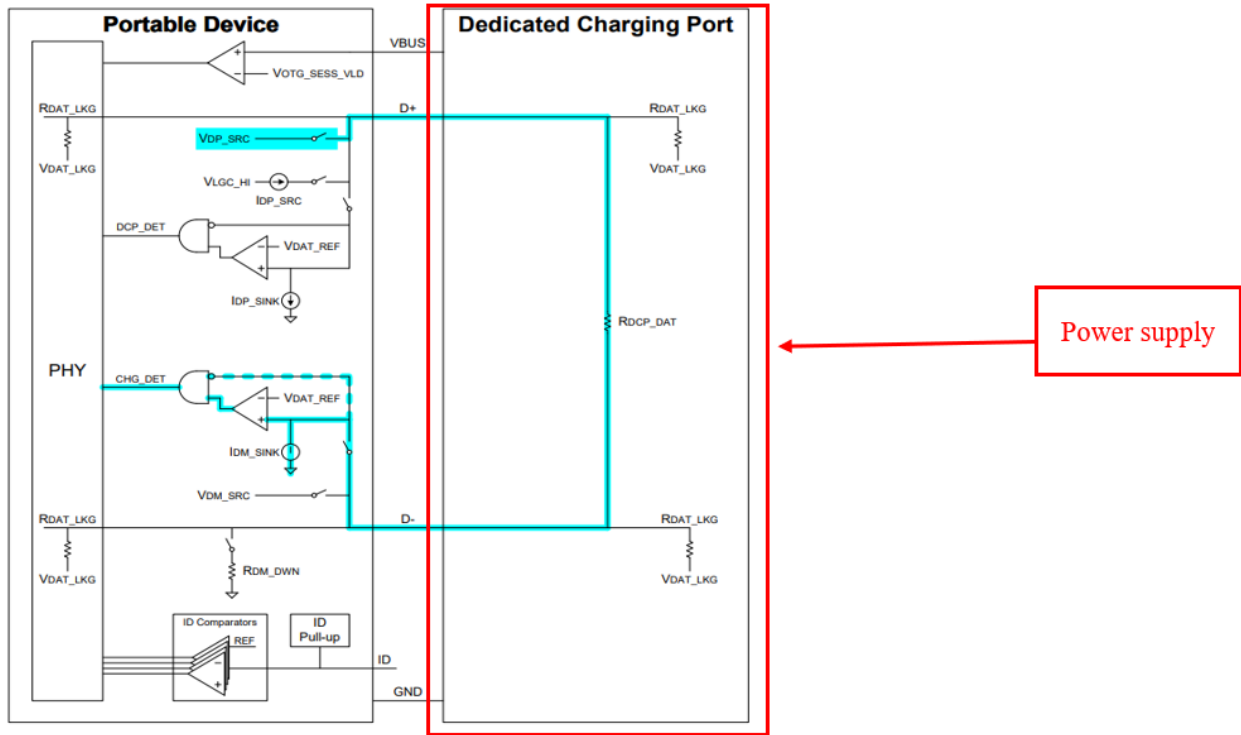 Portable Device
Dedicated Charging Port
VBUS
+
−
VOTG_SESS_VLD
RDAT_LKG
D+
RDAT_LKG
VDP_SRC
VDAT_LKG
VDAT_LKG
VLGC_HI
IDP_SRC
DCP_DET
−
VDAT_REF
+
IDP_SINK
RDCP_DAT
Power supply
PHY
CHG_DET
−
VDAT_REF
+
IDM_SINK
VDM_SRC
RDAT_LKG
D-
RDAT_LKG
RDM_DWN
VDAT_LKG
VDAT_LKG
ID Comparators
REF
−
+
ID
Pull-up
ID
GND